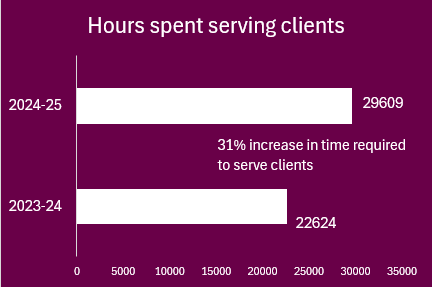 Hours spent serving clients
2024-25
29609
31% increase in time required
to serve clients
2023-24
22624
0 5000 10000 15000 20000 25000 30000 35000